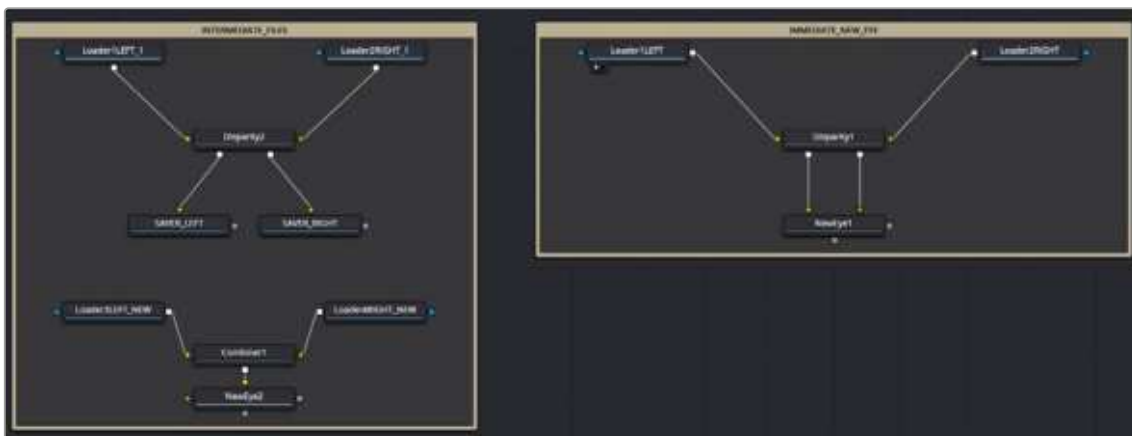 INTERMEDIATE_FILES
Loader1LEFT_1
Loader2RIGHT_1
Disparity2
SAVER_LEFT
SAVER_RIGHT
Loader3LEFT_NEW
Loader4RIGHT_NEW
Combiner1
NewEye2
IMMEDIATE_NEW_EYE
Loader1LEFT
Loader2RIGHT
Disparity1
NewEye1